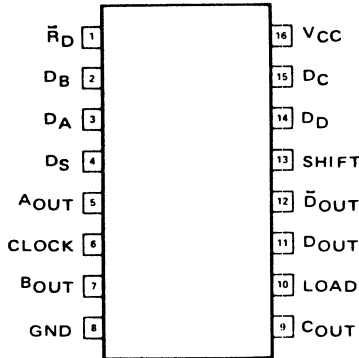 R̄D 1 16 VCC
DB 2 15 DC
DA 3 14 DD
DS 4 13 SHIFT
AOUT 5 12 D̄OUT
CLOCK 6 11 DOUT
BOUT 7 10 LOAD
GND 8 9 COUT